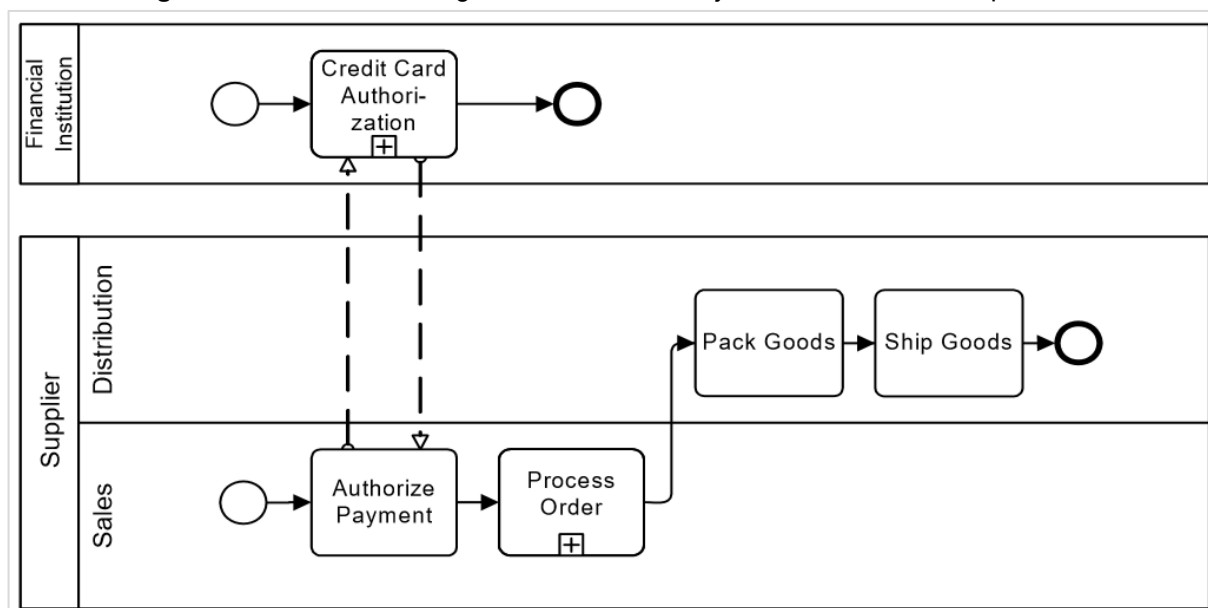 Financial
Institution
Credit Card
Authori-
zation
Supplier
Distribution
Pack Goods
Ship Goods
Sales
Authorize
Payment
Process
Order